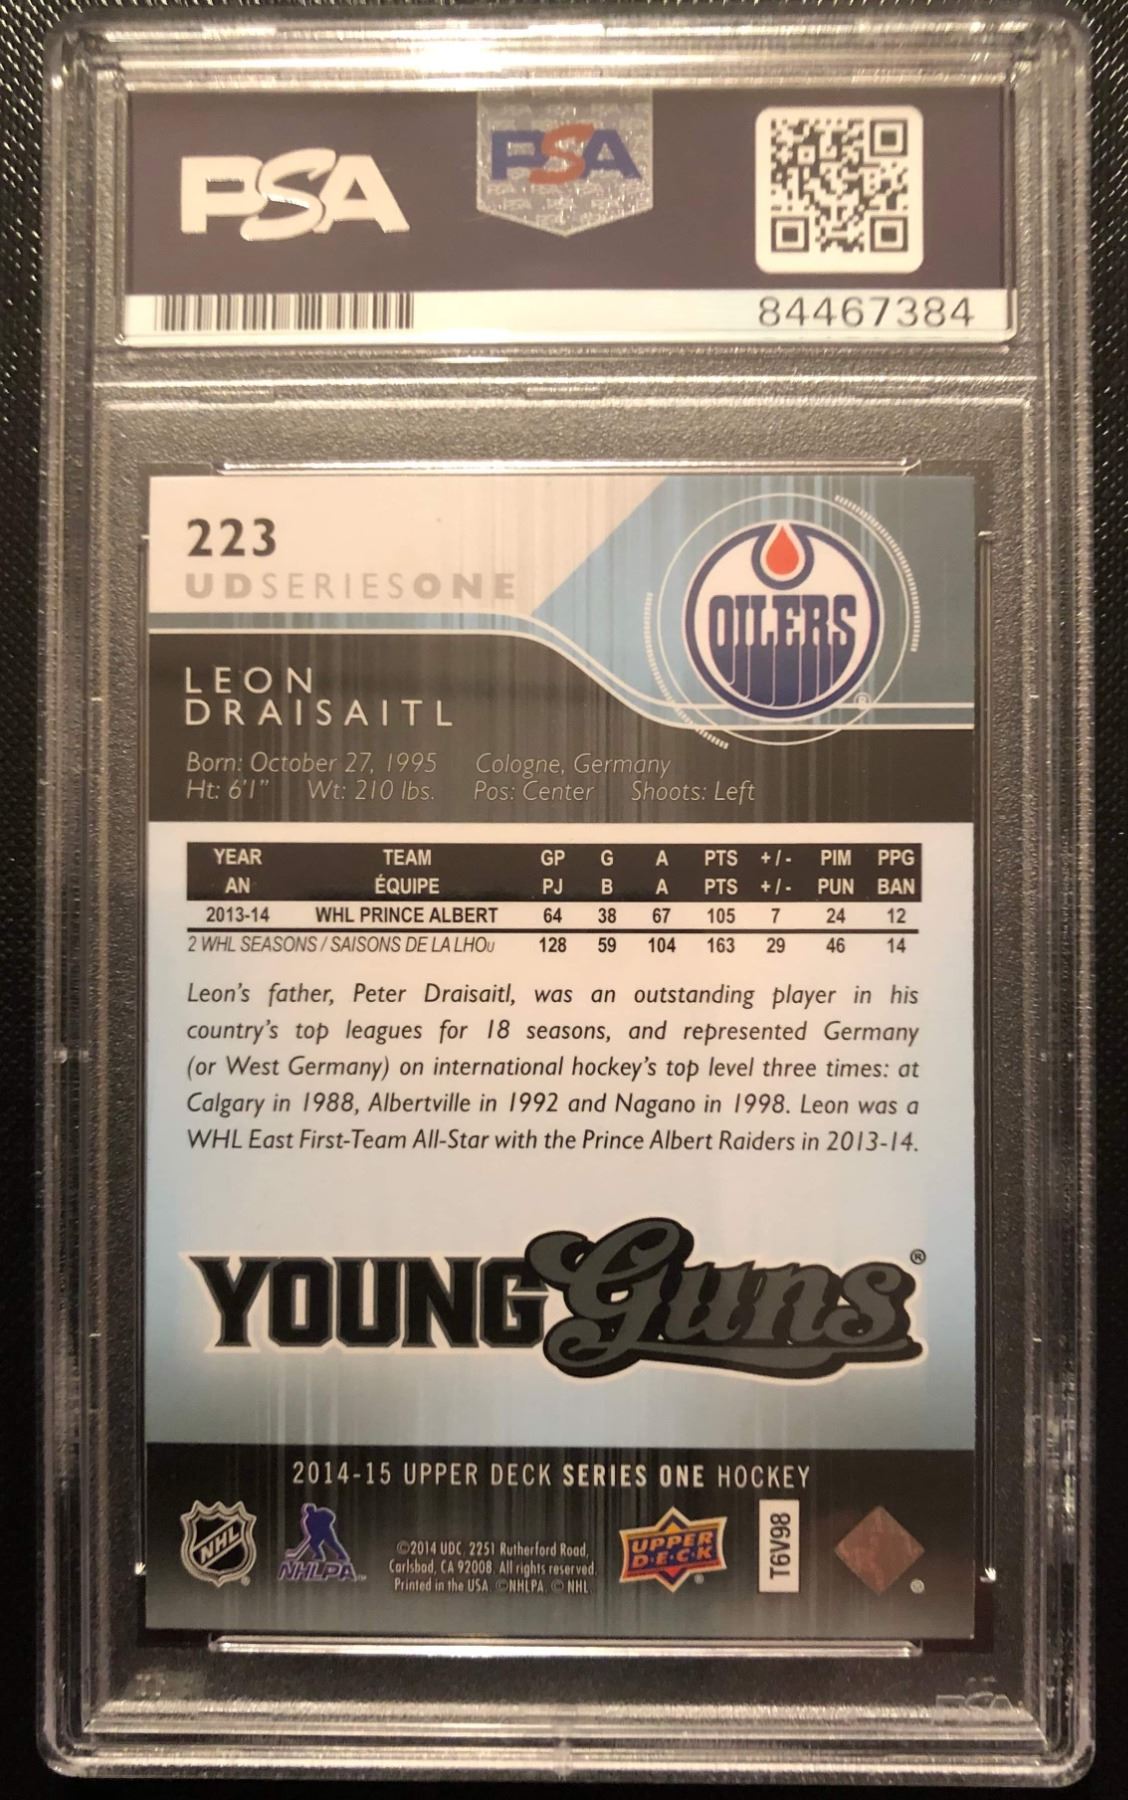 PSA
PSA
84467384
223
UDSERIESONE
OILERS
®
LEON
DRAISAITL
Born: October 27, 1995 Cologne, Germany
Ht: 6'1" Wt: 210 lbs. Pos: Center Shoots: Left
YEAR TEAM GP G A PTS +/- PIM PPG
AN ÉQUIPE PJ B A PTS +/- PUN BAN
2013-14 WHL PRINCE ALBERT 64 38 67 105 7 24 12
2 WHL SEASONS / SAISONS DE LA LHOu 128 59 104 163 29 46 14
Leon's father, Peter Draisaitl, was an outstanding player in his
country's top leagues for 18 seasons, and represented Germany
(or West Germany) on international hockey's top level three times: at
Calgary in 1988, Albertville in 1992 and Nagano in 1998. Leon was a
WHL East First-Team All-Star with the Prince Albert Raiders in 2013-14.
YOUNG Guns®
2014-15 UPPER DECK SERIES ONE HOCKEY
NHL
NHLPA
©2014 UDC, 2251 Rutherford Road,
Carlsbad, CA 92008. All rights reserved.
Printed in the USA. ©NHLPA. © NHL
UPPER
D·E·C·K
®
T6V98
®
PSA